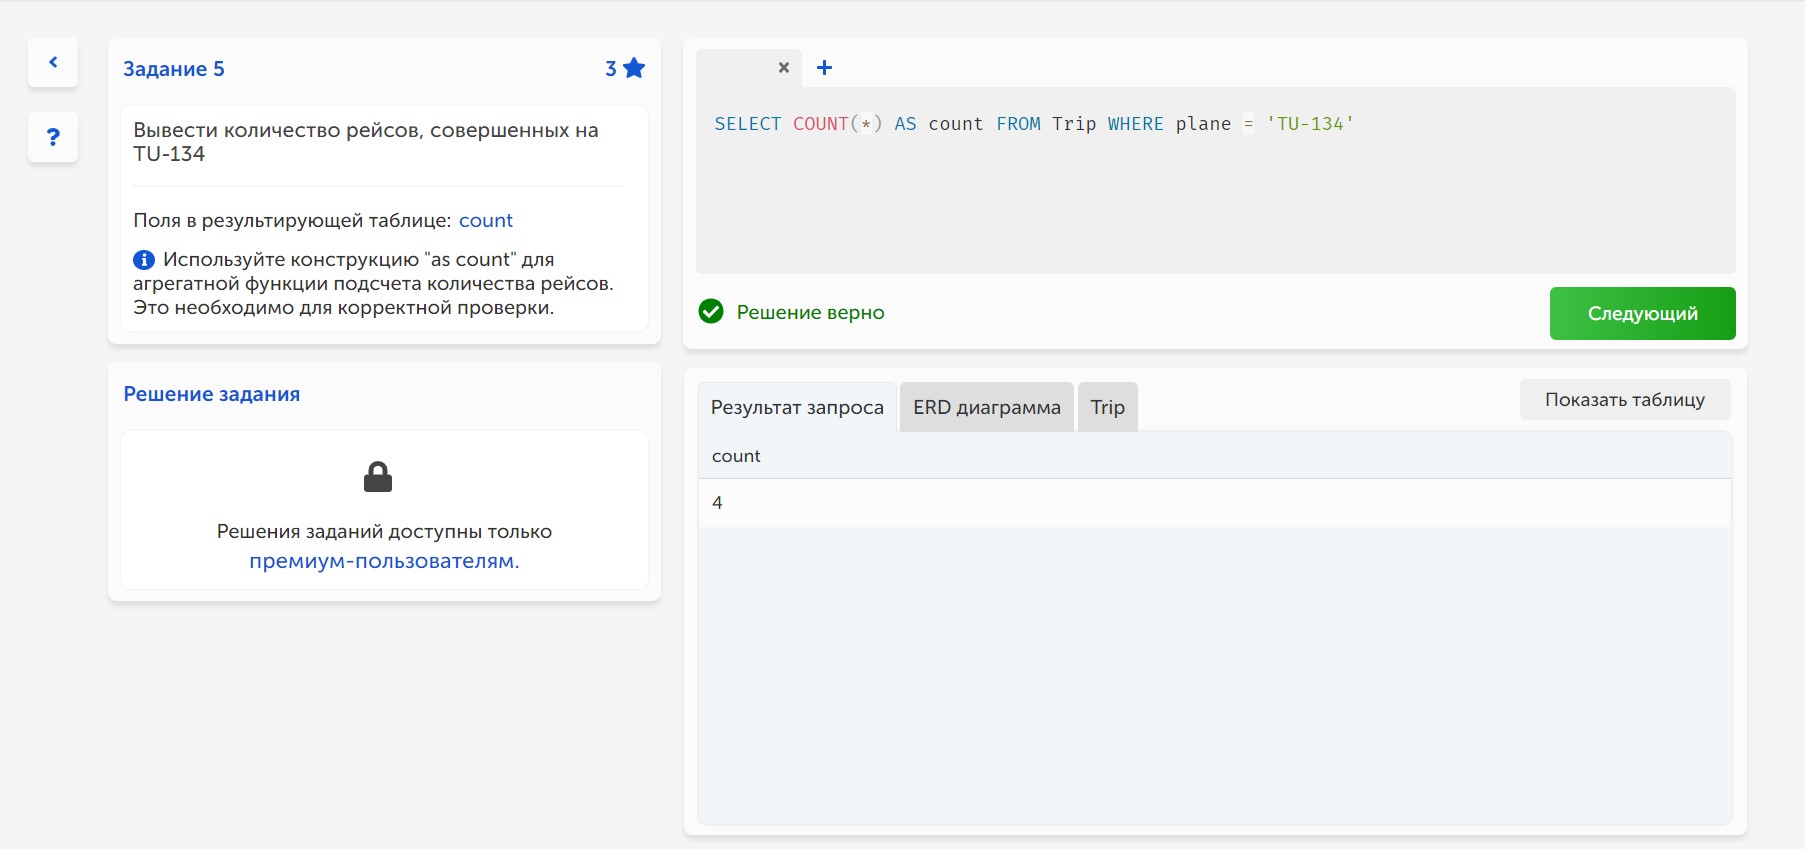 Задание 5
3
Вывести количество рейсов, совершенных на
TU-134
Поля в результирующей таблице: count
Используйте конструкцию "as count" для
агрегатной функции подсчета количества рейсов.
Это необходимо для корректной проверки.
Решение задания
Решения заданий доступны только
премиум-пользователям.
SELECT COUNT(*) AS count FROM Trip WHERE plane = 'TU-134'
Решение верно
Следующий
Результат запроса
ERD диаграмма
Trip
Показать таблицу
count
4